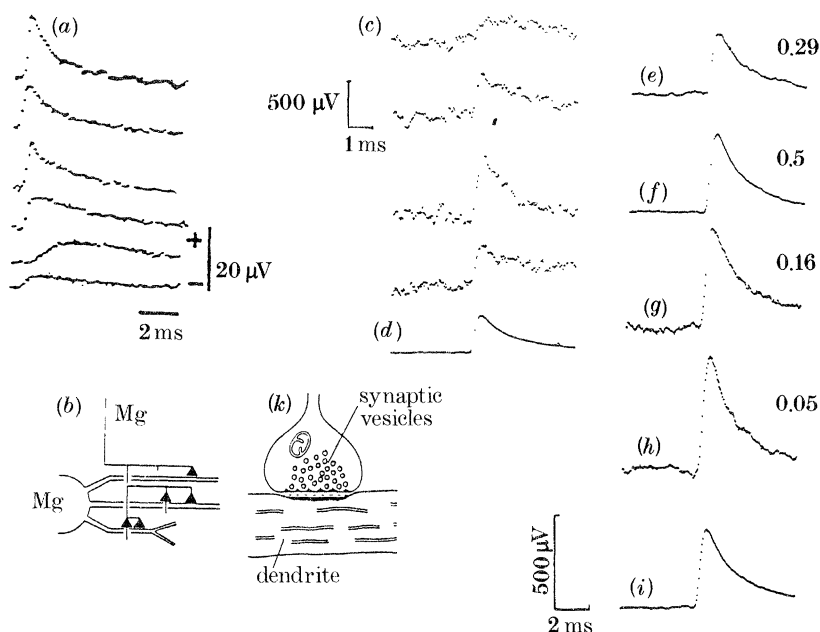 (a)
+
20 μV
−
2 ms
(b)
Mg
Mg
(k)
synaptic
vesicles
dendrite
(c)
500 μV
1 ms
(d)
(e)
0.29
(f)
0.5
(g)
0.16
(h)
0.05
(i)
500 μV
2 ms